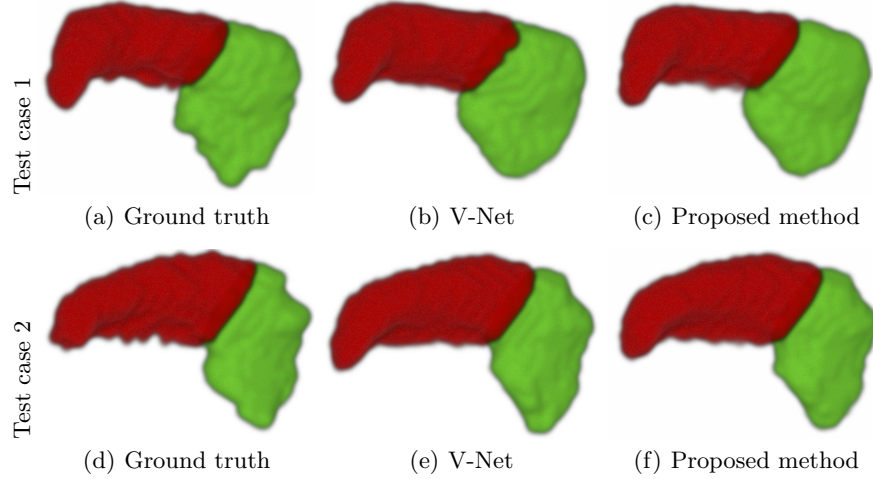 Test case 1
(a) Ground truth
(b) V-Net
(c) Proposed method
Test case 2
(d) Ground truth
(e) V-Net
(f) Proposed method